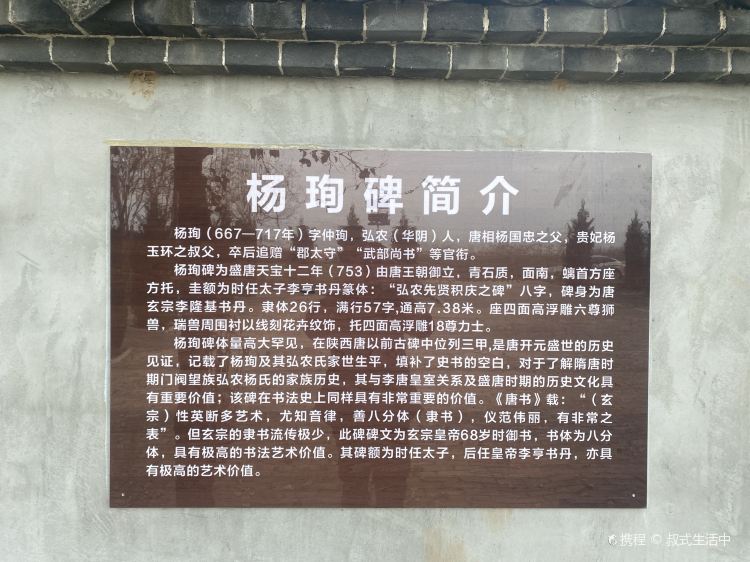 杨珣碑简介
杨珣（667—717年）字仲珣，弘农（华阴）人，唐相杨国忠之父，贵妃杨
玉环之叔父，卒后追赠“郡太守”“武部尚书”等官衔。
杨珣碑为盛唐天宝十二年（753）由唐王朝御立，青石质，面南，螭首方座
方托，圭额为时任太子李亨书丹篆体：“弘农先贤积庆之碑”八字，碑身为唐
玄宗李隆基书丹。隶体26行，满行57字,通高7.38米。座四面高浮雕六尊狮
兽，瑞兽周围衬以线刻花卉纹饰，托四面高浮雕18尊力士。
杨珣碑体量高大罕见，在陕西唐以前古碑中位列三甲,是唐开元盛世的历史
见证，记载了杨珣及其弘农氏家世生平，填补了史书的空白，对于了解隋唐时
期门阀望族弘农杨氏的家族历史，其与李唐皇室关系及盛唐时期的历史文化具
有重要价值；该碑在书法史上同样具有非常重要的价值。《唐书》载：“（玄
宗）性英断多艺术，尤知音律，善八分体（隶书），仪范伟丽，有非常之
表”。但玄宗的隶书流传极少，此碑碑文为玄宗皇帝68岁时御书，书体为八分
体，具有极高的书法艺术价值。其碑额为时任太子，后任皇帝李亨书丹，亦具
有极高的艺术价值。
携程 © 叔式生活中